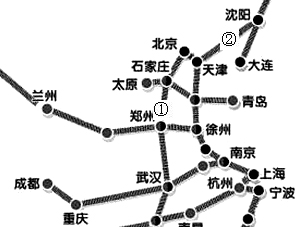 沈阳
②
北京
天津
大连
石家庄
太原
青岛
兰州
①
郑州
徐州
南京
武汉
上海
杭州
宁波
成都
重庆